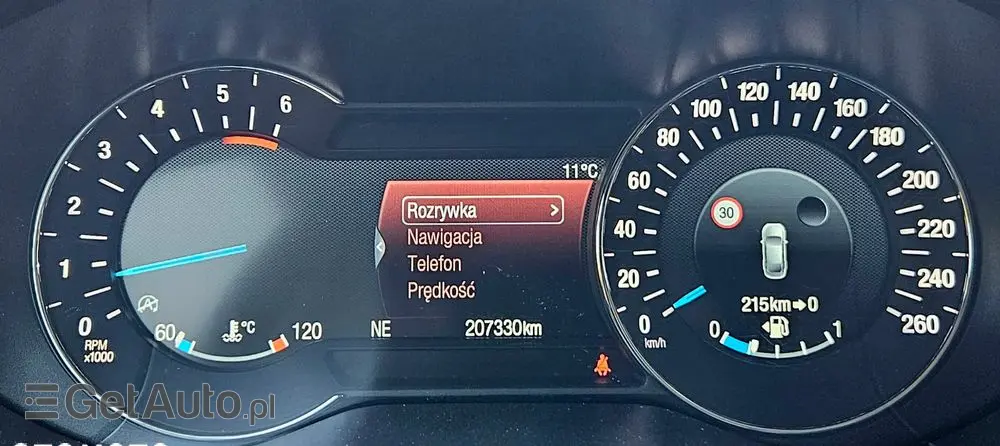 0 1 2 3 4 5 6
RPM
x1000
60 °C 120
11°C
Rozrywka >
Nawigacja
Telefon
Prędkość
NE 207330km
0 20 40 60 80 100 120 140 160 180 200 220 240 260
km/h
30
215km→0
0 1
GetAuto.pl